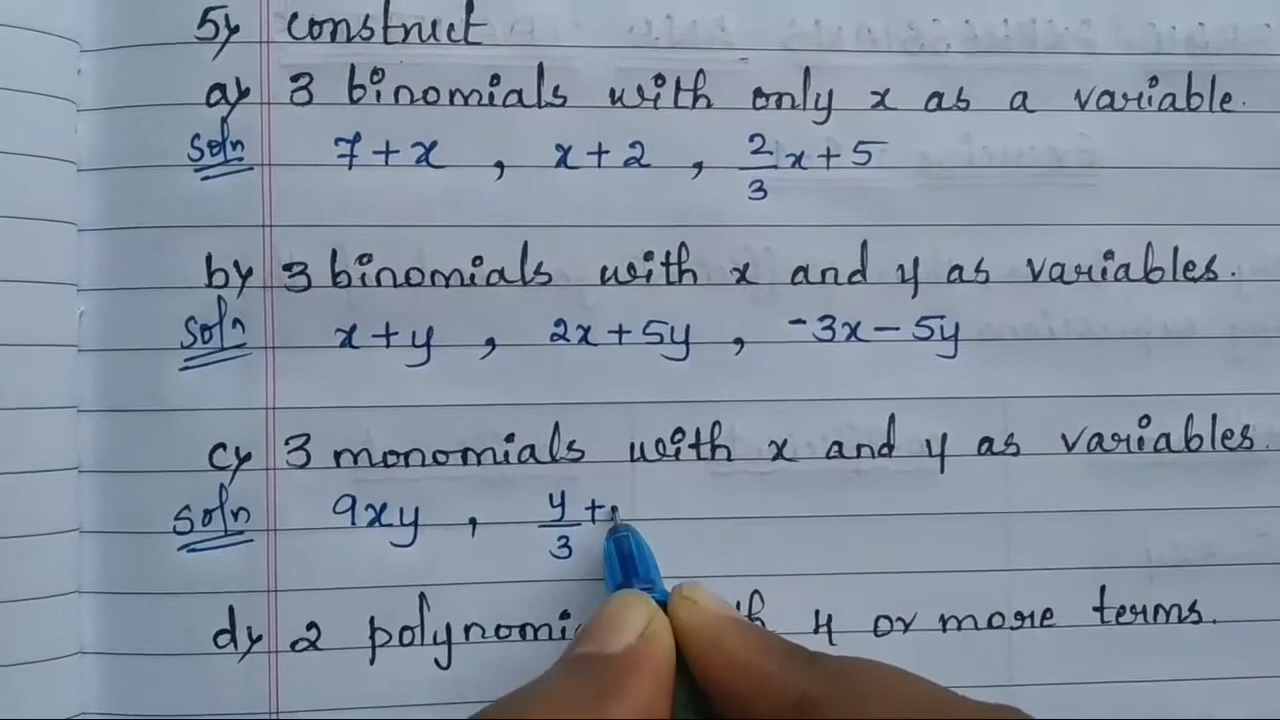 5) construct
a) 3 binomials with only x as a variable.
Soln 7 + x , x + 2 , 2/3 x + 5
b) 3 binomials with x and y as variables.
Soln x + y , 2x + 5y , -3x - 5y
c) 3 monomials with x and y as variables.
Soln 9xy , y/3 +
d) 2 4 or more terms.